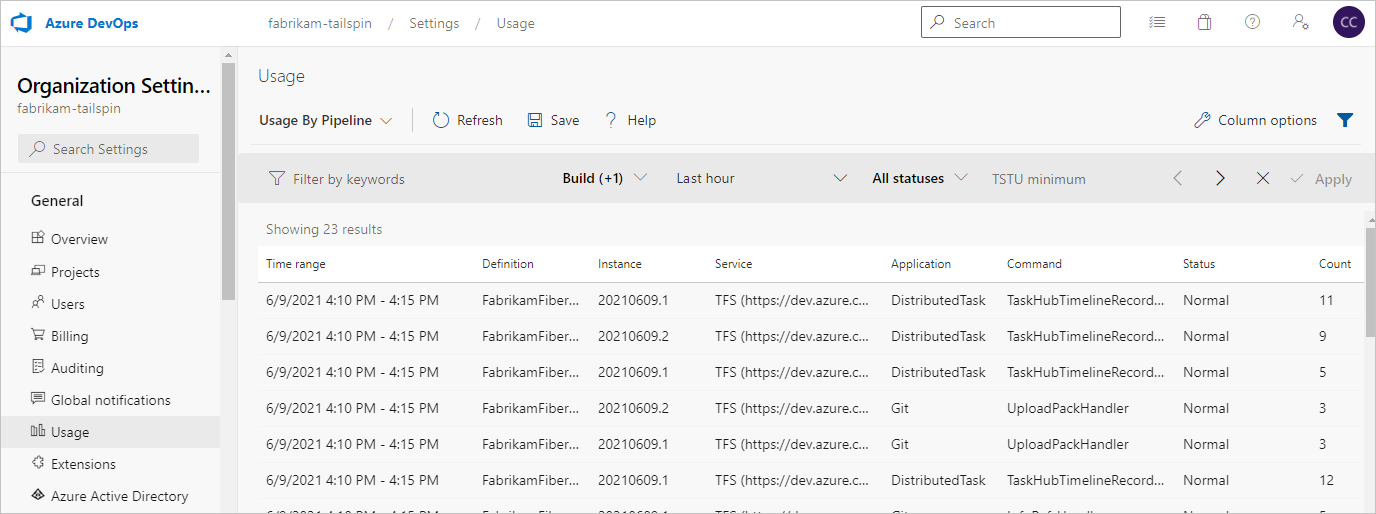 Azure DevOps
fabrikam-tailspin / Settings / Usage
Search
CC
Organization Settin...
fabrikam-tailspin
Search Settings
General
Overview
Projects
Users
Billing
Auditing
Global notifications
Usage
Extensions
Azure Active Directory
Usage
Usage By Pipeline Refresh Save ? Help Column options
Filter by keywords Build (+1) Last hour All statuses TSTU minimum Apply
Showing 23 results
Time range Definition Instance Service Application Command Status Count
6/9/2021 4:10 PM - 4:15 PM FabrikamFiber... 20210609.1 TFS (https://dev.azure.c... DistributedTask TaskHubTimelineRecord... Normal 11
6/9/2021 4:10 PM - 4:15 PM FabrikamFiber... 20210609.2 TFS (https://dev.azure.c... DistributedTask TaskHubTimelineRecord... Normal 9
6/9/2021 4:10 PM - 4:15 PM FabrikamFiber... 20210609.1 TFS (https://dev.azure.c... DistributedTask TaskHubTimelineRecord... Normal 5
6/9/2021 4:10 PM - 4:15 PM FabrikamFiber... 20210609.2 TFS (https://dev.azure.c... Git UploadPackHandler Normal 3
6/9/2021 4:10 PM - 4:15 PM FabrikamFiber... 20210609.1 TFS (https://dev.azure.c... Git UploadPackHandler Normal 3
6/9/2021 4:10 PM - 4:15 PM FabrikamFiber... 20210609.1 TFS (https://dev.azure.c... DistributedTask TaskHubTimelineRecord... Normal 12